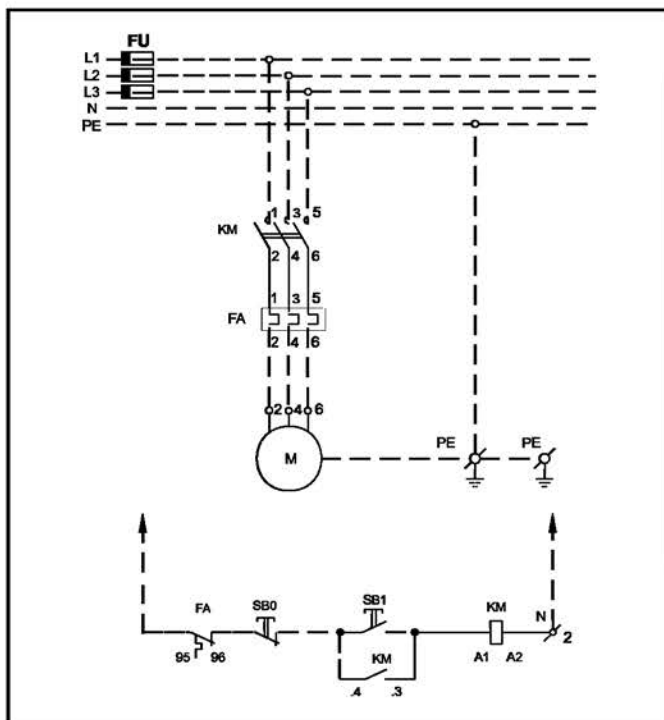 FU
L1
L2
L3
N
PE
1 3 5
KM
2 4 6
1 3 5
FA
2 4 6
2 4 6
M
PE PE
FA SB0 SB1 KM N
2
95 96 A1 A2
KM
.4 .3